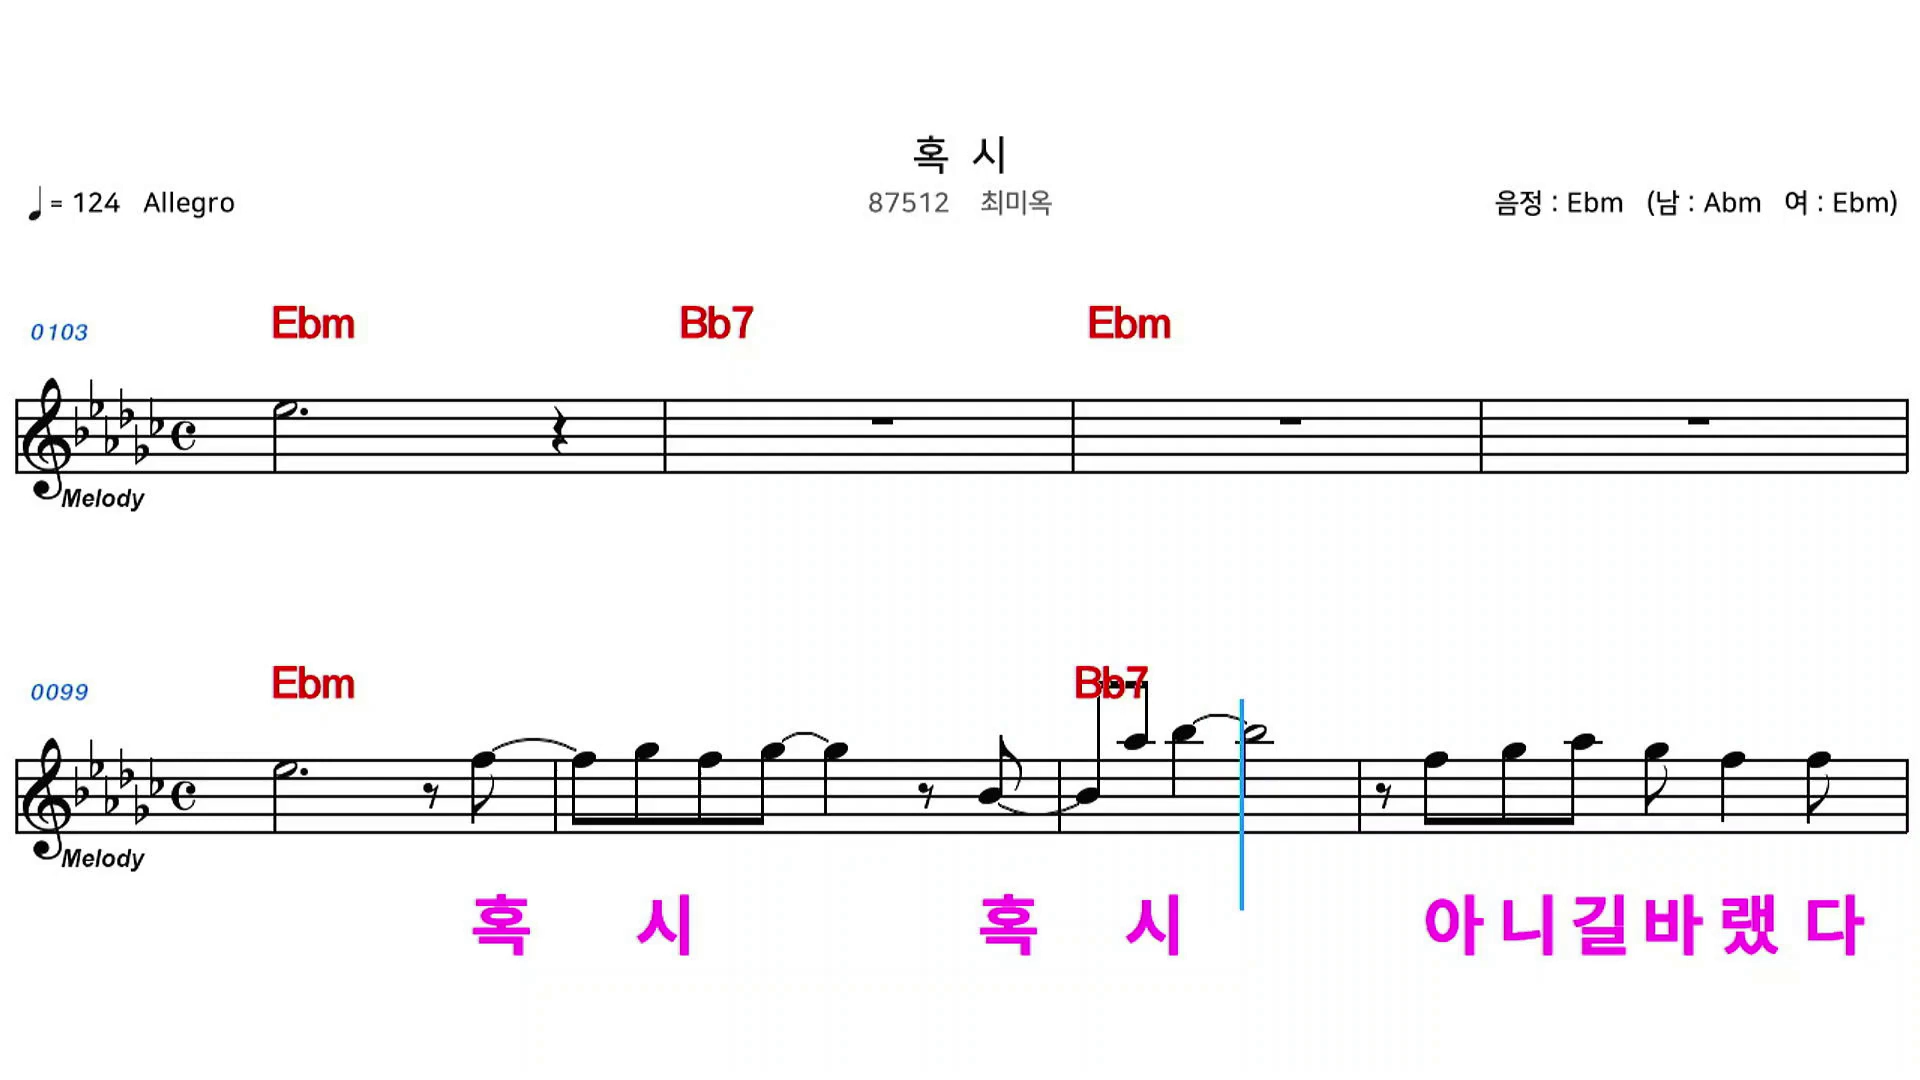 혹 시
♩ = 124 Allegro 87512 최미옥 음정 : Ebm (남 : Abm 여 : Ebm)
0103 Ebm Bb7 Ebm
Melody
0099 Ebm Bb7
Melody
혹 시 혹 시 아 니 길 바 랬 다